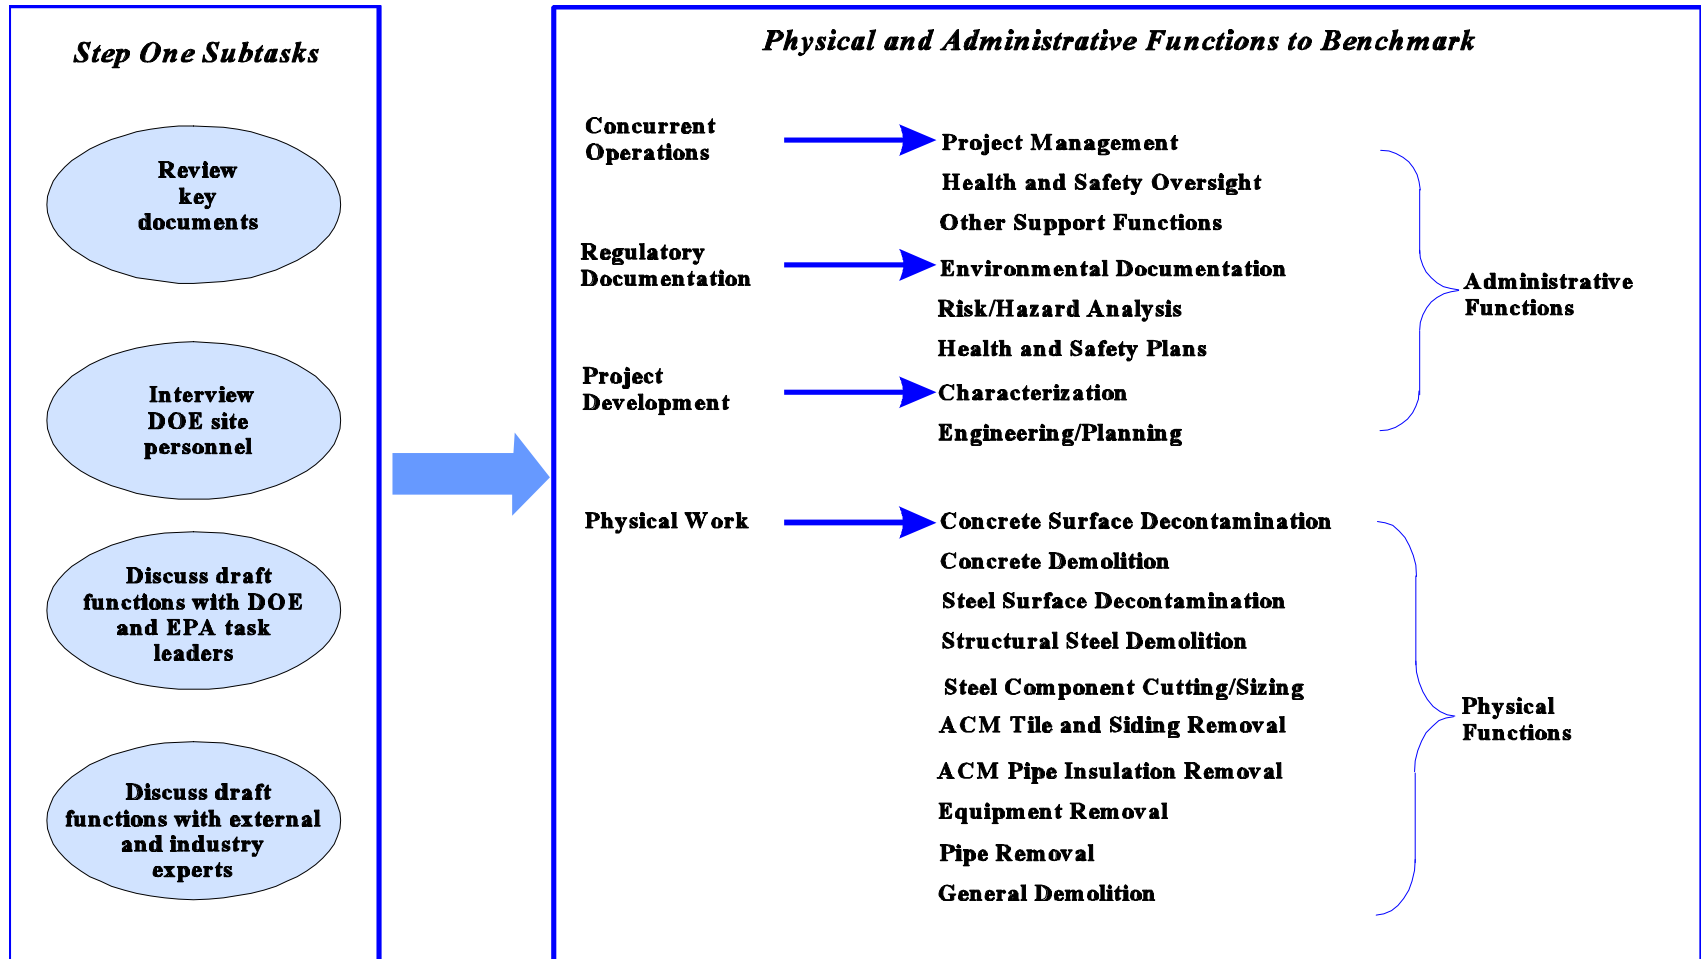 Step One Subtasks
Review
key
documents
Interview
DOE site
personnel
Discuss draft
functions with DOE
and EPA task
leaders
Discuss draft
functions with external
and industry
experts
Physical and Administrative Functions to Benchmark
Concurrent
Operations
Project Management
Health and Safety Oversight
Other Support Functions
Regulatory
Documentation
Environmental Documentation
Risk/Hazard Analysis
Health and Safety Plans
Project
Development
Characterization
Engineering/Planning
Administrative
Functions
Physical Work
Concrete Surface Decontamination
Concrete Demolition
Steel Surface Decontamination
Structural Steel Demolition
Steel Component Cutting/Sizing
ACM Tile and Siding Removal
ACM Pipe Insulation Removal
Equipment Removal
Pipe Removal
General Demolition
Physical
Functions